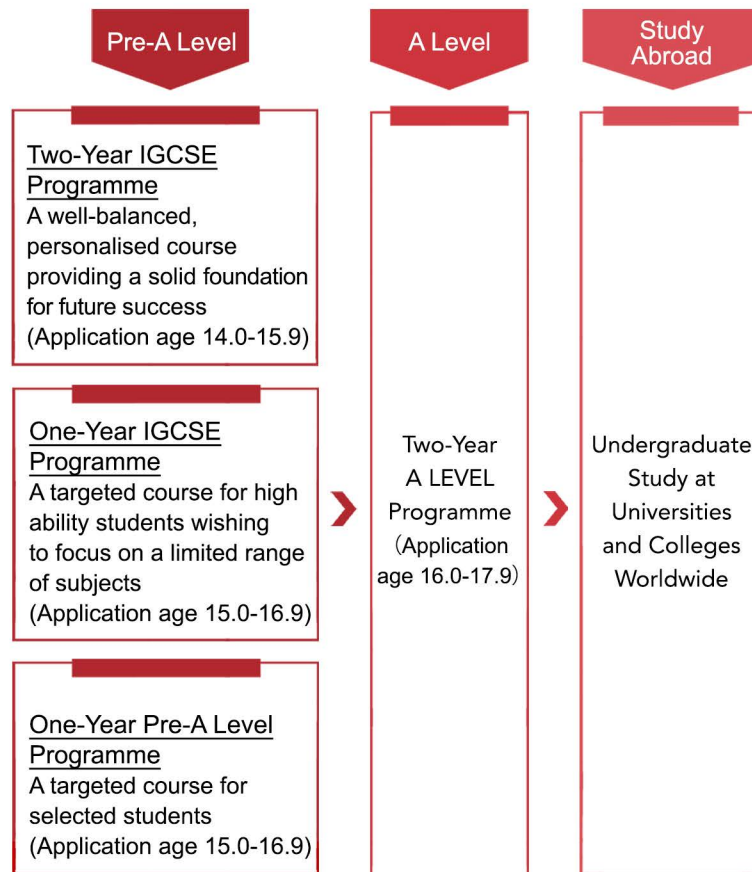 Pre-A Level
A Level
Study
Abroad
Two-Year IGCSE
Programme
A well-balanced,
personalised course
providing a solid foundation
for future success
(Application age 14.0-15.9)
One-Year IGCSE
Programme
A targeted course for high
ability students wishing
to focus on a limited range
of subjects
(Application age 15.0-16.9)
One-Year Pre-A Level
Programme
A targeted course for
selected students
(Application age 15.0-16.9)
Two-Year
A LEVEL
Programme
(Application
age 16.0-17.9)
Undergraduate
Study at
Universities
and Colleges
Worldwide